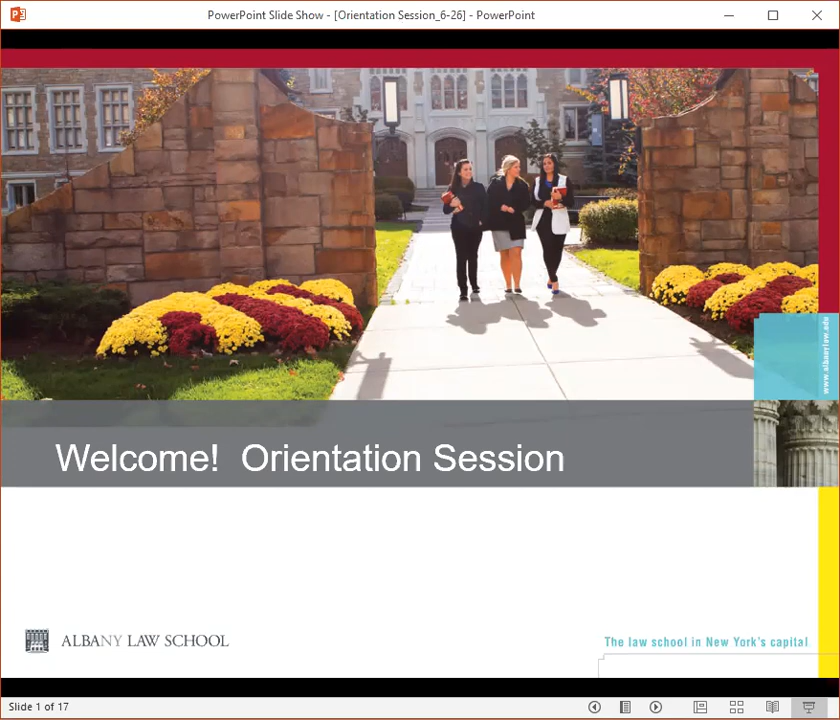 PowerPoint Slide Show - [Orientation Session_6-26] - PowerPoint
www.albanylaw.edu
Welcome! Orientation Session
ALBANY LAW SCHOOL
The law school in New York's capital
Slide 1 of 17